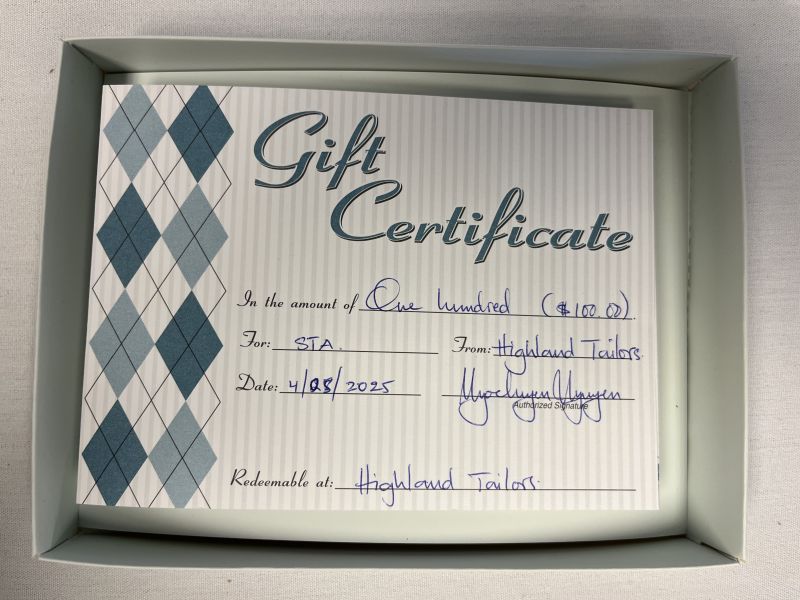 Gift
Certificate
In the amount of One hundred ($100.00)
For: STA. From: Highland Tailors.
Date: 4/ /2025
Authorized Signature
Redeemable at: Highland Tailors.